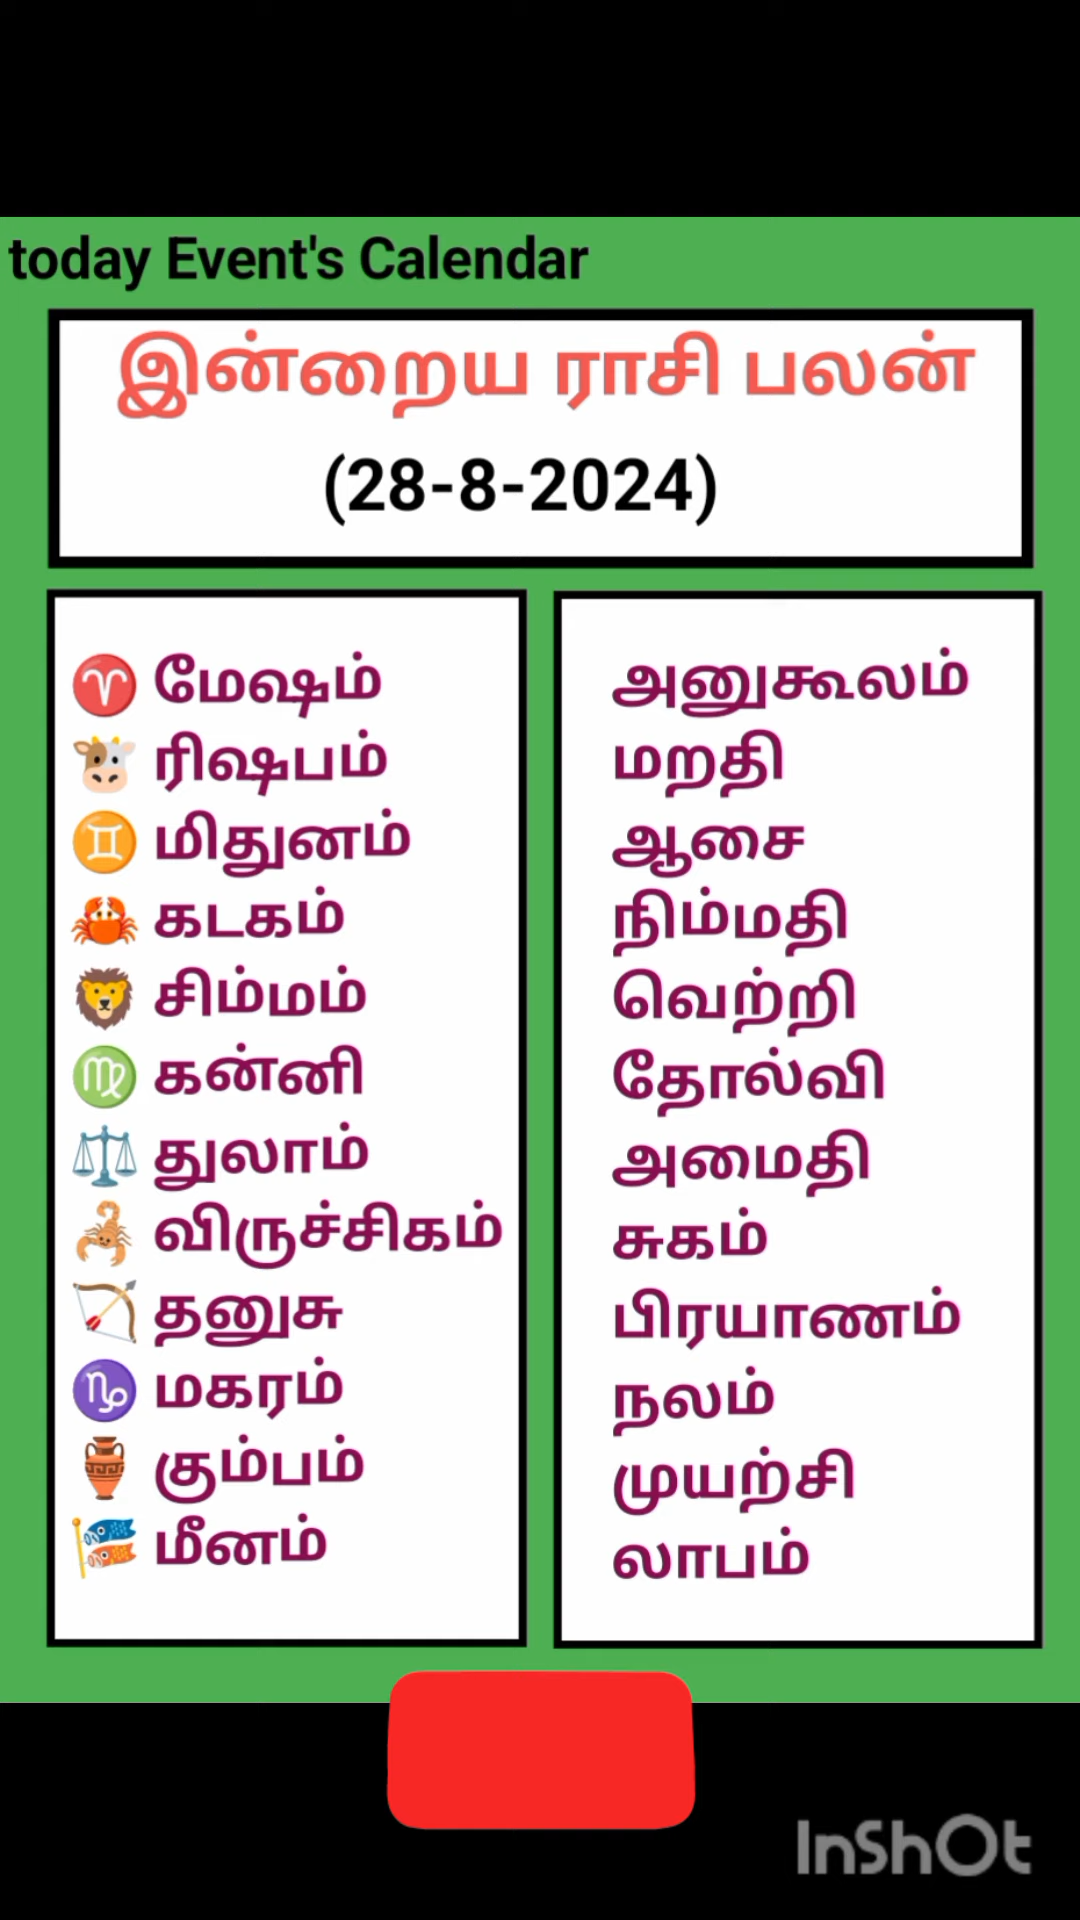 today Event's Calendar
இன்றைய ராசி பலன்
(28-8-2024)
மேஷம்
ரிஷபம்
மிதுனம்
கடகம்
சிம்மம்
கன்னி
துலாம்
விருச்சிகம்
தனுசு
மகரம்
கும்பம்
மீனம்
அனுகூலம்
மறதி
ஆசை
நிம்மதி
வெற்றி
தோல்வி
அமைதி
சுகம்
பிரயாணம்
நலம்
முயற்சி
லாபம்
InShOt